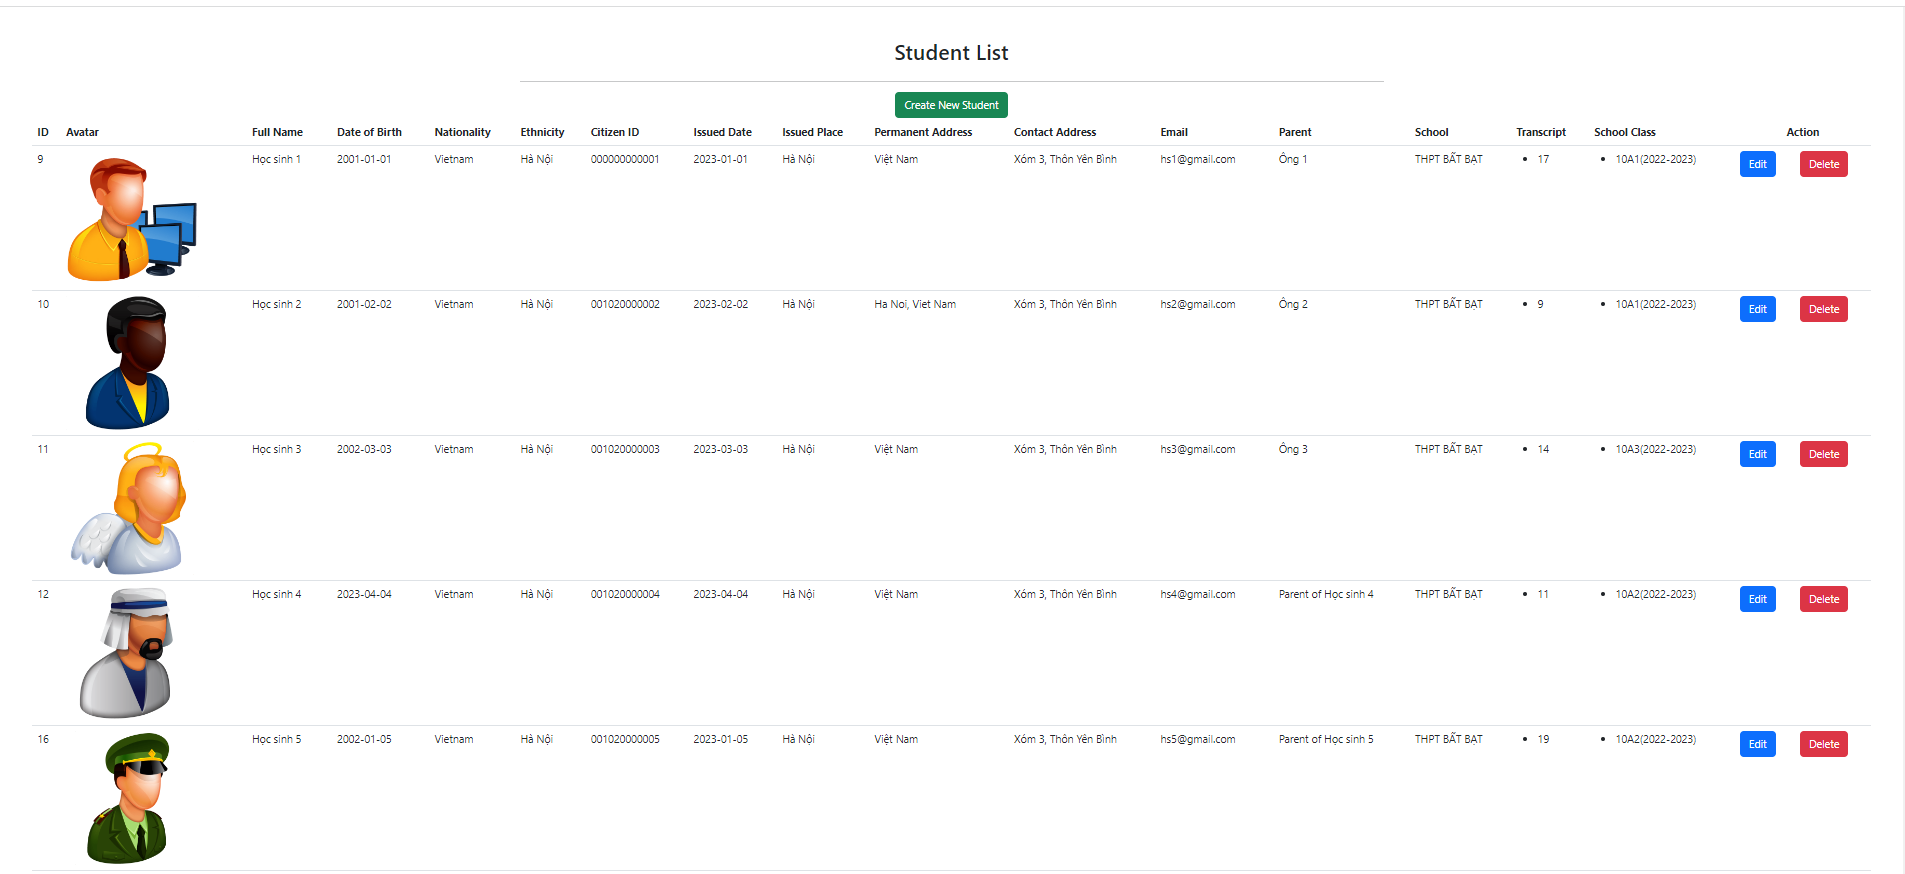 Student List
Create New Student
ID Avatar Full Name Date of Birth Nationality Ethnicity Citizen ID Issued Date Issued Place Permanent Address Contact Address Email Parent School Transcript School Class Action
9 Học sinh 1 2001-01-01 Vietnam Hà Nội 000000000001 2023-01-01 Hà Nội Việt Nam Xóm 3, Thôn Yên Bình hs1@gmail.com Ông 1 THPT BẤT BẠT • 17 • 10A1(2022-2023) Edit Delete
10 Học sinh 2 2001-02-02 Vietnam Hà Nội 001020000002 2023-02-02 Hà Nội Ha Noi, Viet Nam Xóm 3, Thôn Yên Bình hs2@gmail.com Ông 2 THPT BẤT BẠT • 9 • 10A1(2022-2023) Edit Delete
11 Học sinh 3 2002-03-03 Vietnam Hà Nội 001020000003 2023-03-03 Hà Nội Việt Nam Xóm 3, Thôn Yên Bình hs3@gmail.com Ông 3 THPT BẤT BẠT • 14 • 10A3(2022-2023) Edit Delete
12 Học sinh 4 2023-04-04 Vietnam Hà Nội 001020000004 2023-04-04 Hà Nội Việt Nam Xóm 3, Thôn Yên Bình hs4@gmail.com Parent of Học sinh 4 THPT BẤT BẠT • 11 • 10A2(2022-2023) Edit Delete
16 Học sinh 5 2002-01-05 Vietnam Hà Nội 001020000005 2023-01-05 Hà Nội Việt Nam Xóm 3, Thôn Yên Bình hs5@gmail.com Parent of Học sinh 5 THPT BẤT BẠT • 19 • 10A2(2022-2023) Edit Delete